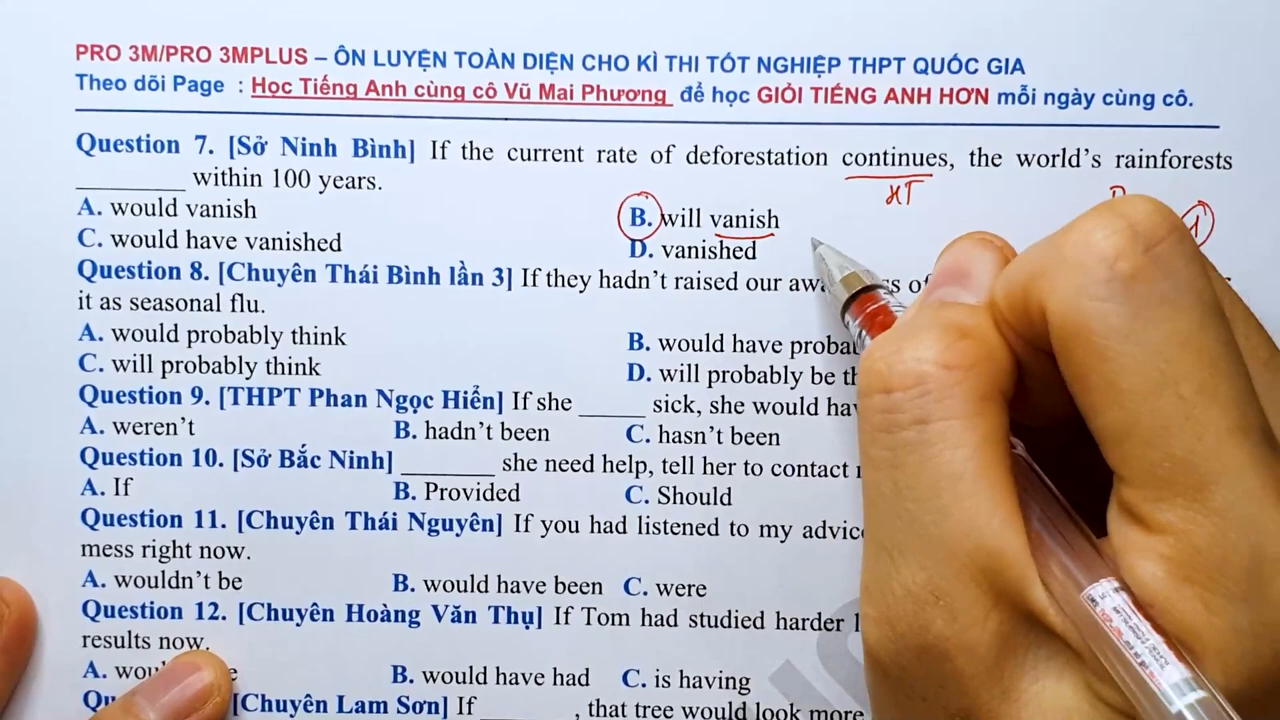 PRO 3M/PRO 3MPLUS – ÔN LUYỆN TOÀN DIỆN CHO KÌ THI TỐT NGHIỆP THPT QUỐC GIA
Theo dõi Page : Học Tiếng Anh cùng cô Vũ Mai Phương để học GIỎI TIẾNG ANH HƠN mỗi ngày cùng cô.
Question 7. [Sở Ninh Bình] If the current rate of deforestation continues, the world's rainforests
________ within 100 years.
HT
A. would vanish B. will vanish
C. would have vanished D. vanished
Question 8. [Chuyên Thái Bình lần 3] If they hadn't raised our
it as seasonal flu.
A. would probably think B. would have
C. will probably think D. will probably be
Question 9. [THPT Phan Ngọc Hiển] If she _____ sick, she would
A. weren't B. hadn't been C. hasn't been
Question 10. [Sở Bắc Ninh] _______ she need help, tell her to contact
A. If B. Provided C. Should
Question 11. [Chuyên Thái Nguyên] If you had listened to my
mess right now.
A. wouldn't be B. would have been C. were
Question 12. [Chuyên Hoàng Văn Thụ] If Tom had studied harder
results now.
A. B. would have had C. is having
[Chuyên Lam Sơn] If ______, that tree would look more